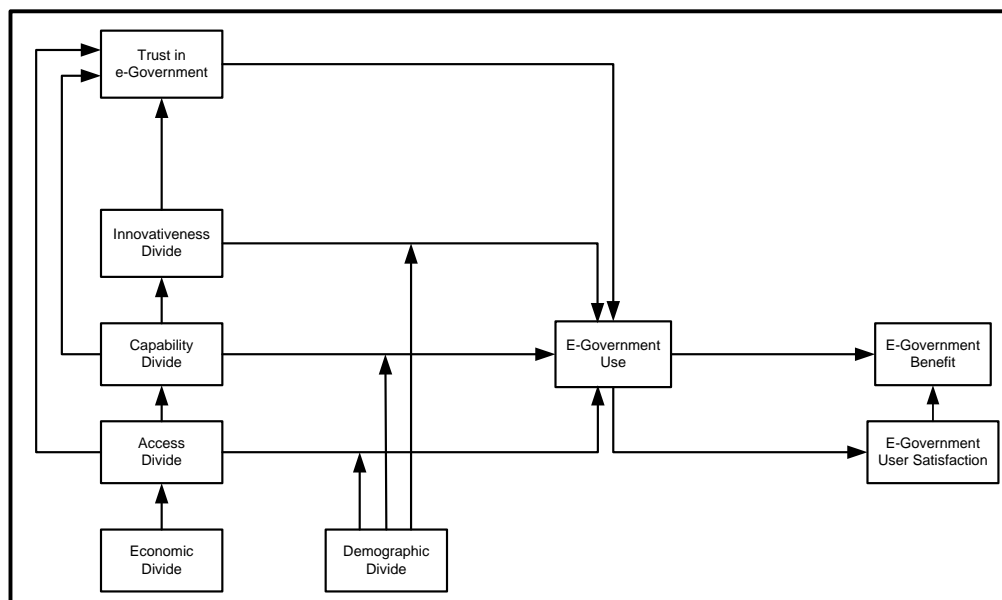 Trust in
e-Government
Innovativeness
Divide
Capability
Divide
E-Government
Use
E-Government
Benefit
Access
Divide
E-Government
User Satisfaction
Economic
Divide
Demographic
Divide